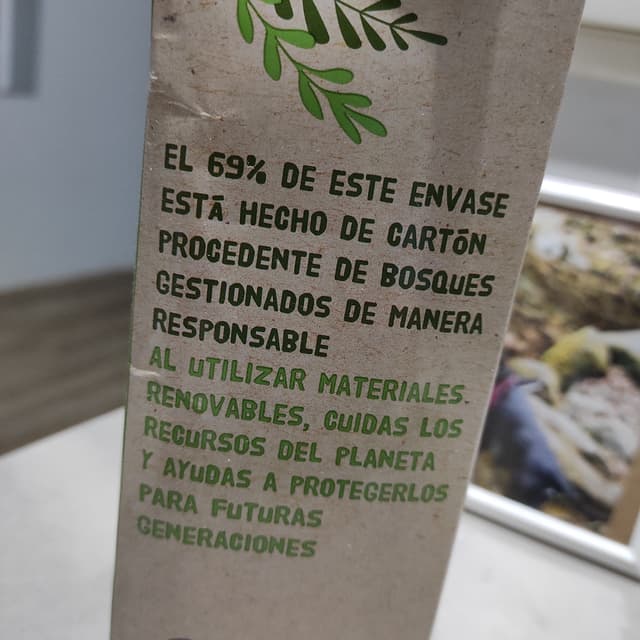 EL 69% DE ESTE ENVASE
ESTÁ HECHO DE CARTÓN
PROCEDENTE DE BOSQUES
GESTIONADOS DE MANERA
RESPONSABLE
AL UTILIZAR MATERIALES
RENOVABLES, CUIDAS LOS
RECURSOS DEL PLANETA
Y AYUDAS A PROTEGERLOS
PARA FUTURAS
GENERACIONES